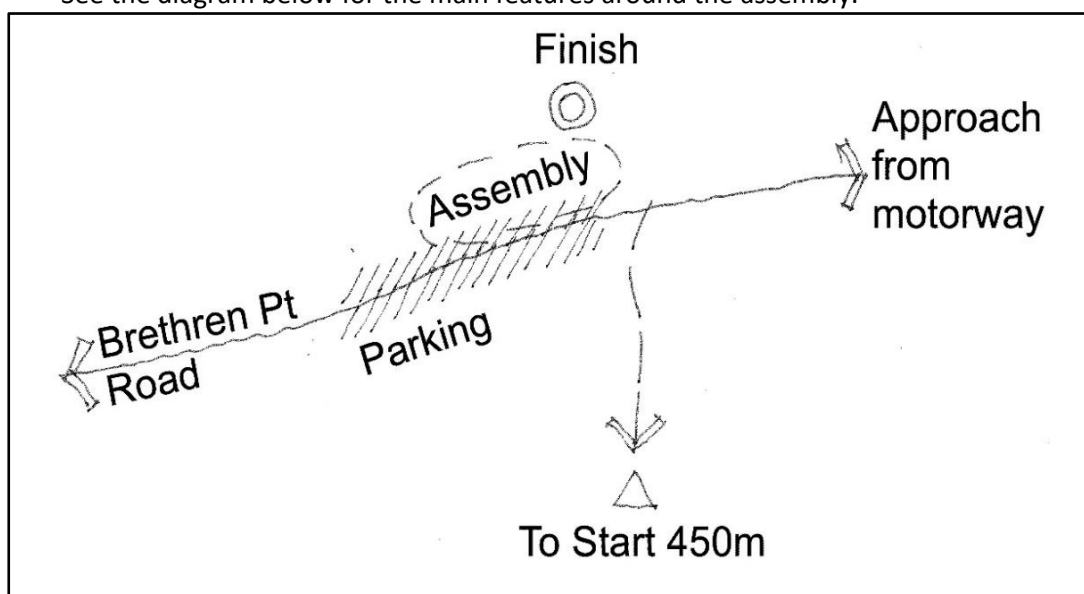 See the diagram below for the main features around the assembly.
Finish
Approach
from
motorway
Assembly
Brethren Pt
Road
Parking
To Start 450m